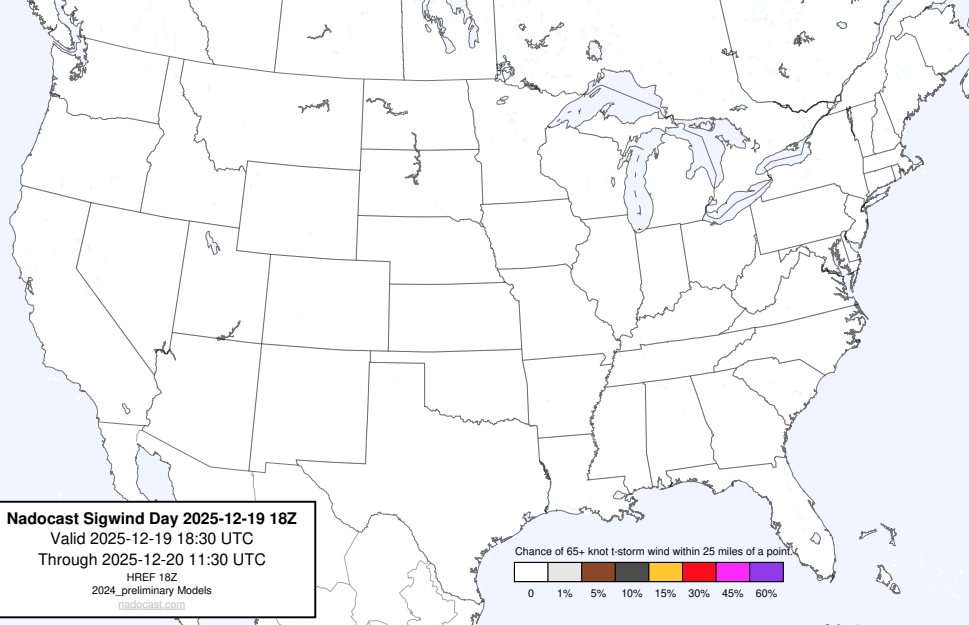 Nadocast Sigwind Day 2025-12-19 18Z
Valid 2025-12-19 18:30 UTC
Through 2025-12-20 11:30 UTC
HREF 18Z
2024_preliminary Models
nadocast.com
Chance of 65+ knot t-storm wind within 25 miles of a point.
0 1% 5% 10% 15% 30% 45% 60%